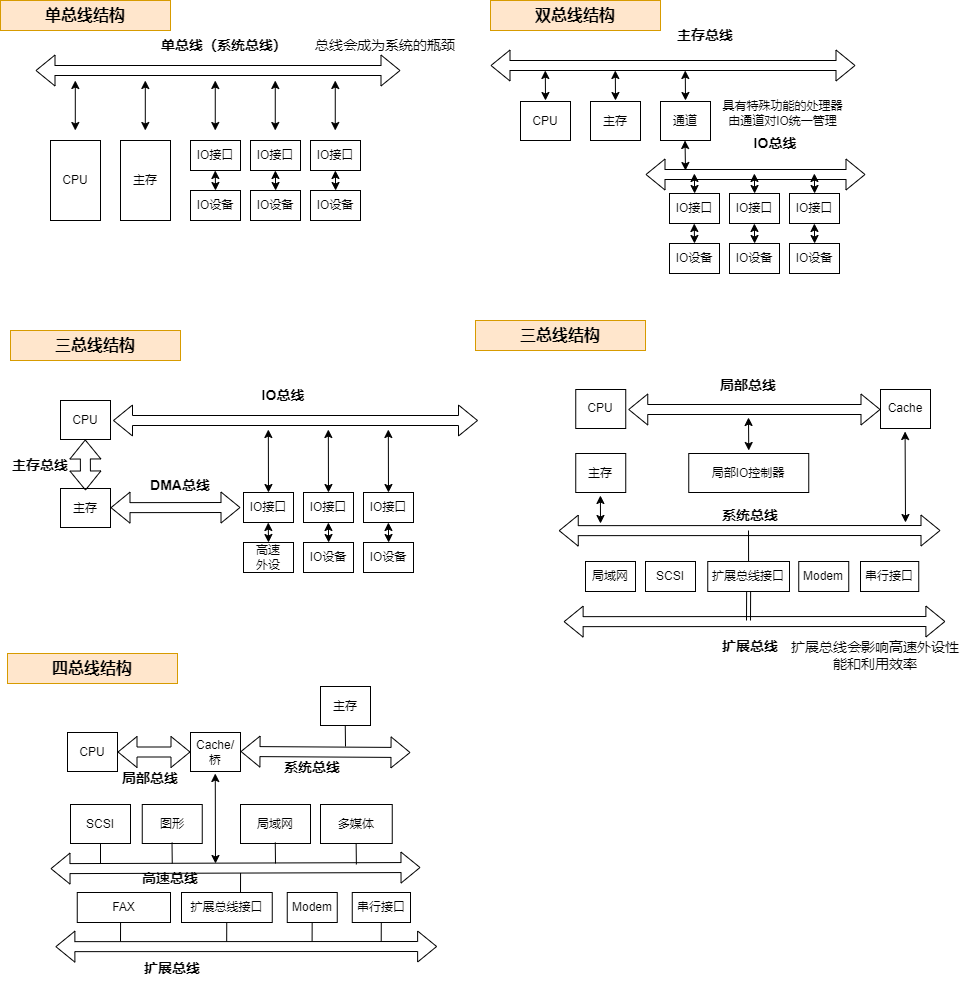 单总线结构
单总线（系统总线）
总线会成为系统的瓶颈
CPU
主存
IO接口
IO接口
IO接口
IO设备
IO设备
IO设备
双总线结构
主存总线
CPU
主存
通道
具有特殊功能的处理器
由通道对IO统一管理
IO总线
IO接口
IO接口
IO接口
IO设备
IO设备
IO设备
三总线结构
IO总线
CPU
主存总线
DMA总线
主存
IO接口
IO接口
IO接口
高速
外设
IO设备
IO设备
三总线结构
局部总线
CPU
Cache
主存
局部IO控制器
系统总线
局域网
SCSI
扩展总线接口
Modem
串行接口
扩展总线
扩展总线会影响高速外设性
能和利用效率
四总线结构
主存
CPU
Cache/
桥
局部总线
系统总线
SCSI
图形
局域网
多媒体
高速总线
FAX
扩展总线接口
Modem
串行接口
扩展总线